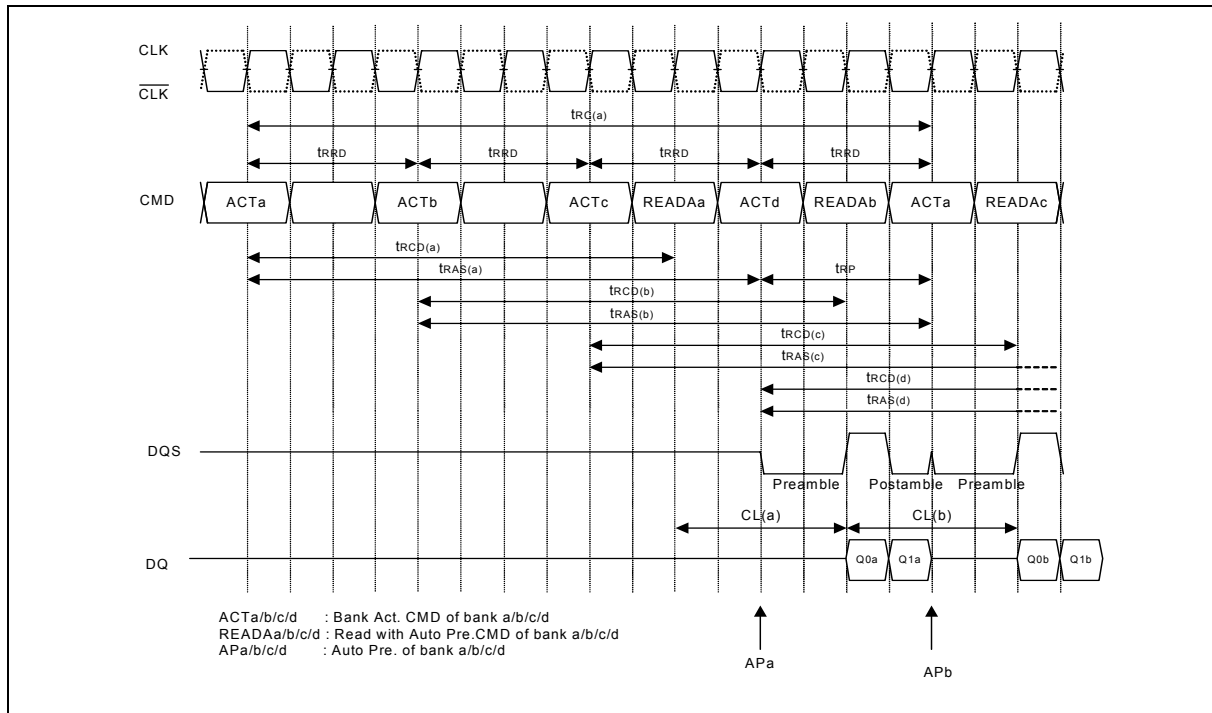 CLK
CLK
tRC(a)
tRRD tRRD tRRD tRRD
CMD ACTa ACTb ACTc READAa ACTd READAb ACTa READAc
tRCD(a)
tRAS(a) tRP
tRCD(b)
tRAS(b)
tRCD(c)
tRAS(c)
tRCD(d)
tRAS(d)
DQS
Preamble Postamble Preamble
CL(a) CL(b)
DQ Q0a Q1a Q0b Q1b
ACTa/b/c/d : Bank Act. CMD of bank a/b/c/d
READAa/b/c/d : Read with Auto Pre.CMD of bank a/b/c/d
APa/b/c/d : Auto Pre. of bank a/b/c/d
APa APb